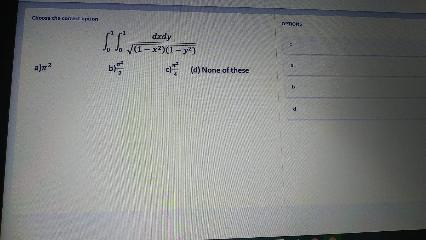 Choose the correct option
OPTIONS
∫₀¹ ∫₀¹ dxdy / √((1 − x²)(1 − y²))
a) π²
b) π²/2
c) π²/4
(d) None of these
c
a
b
d